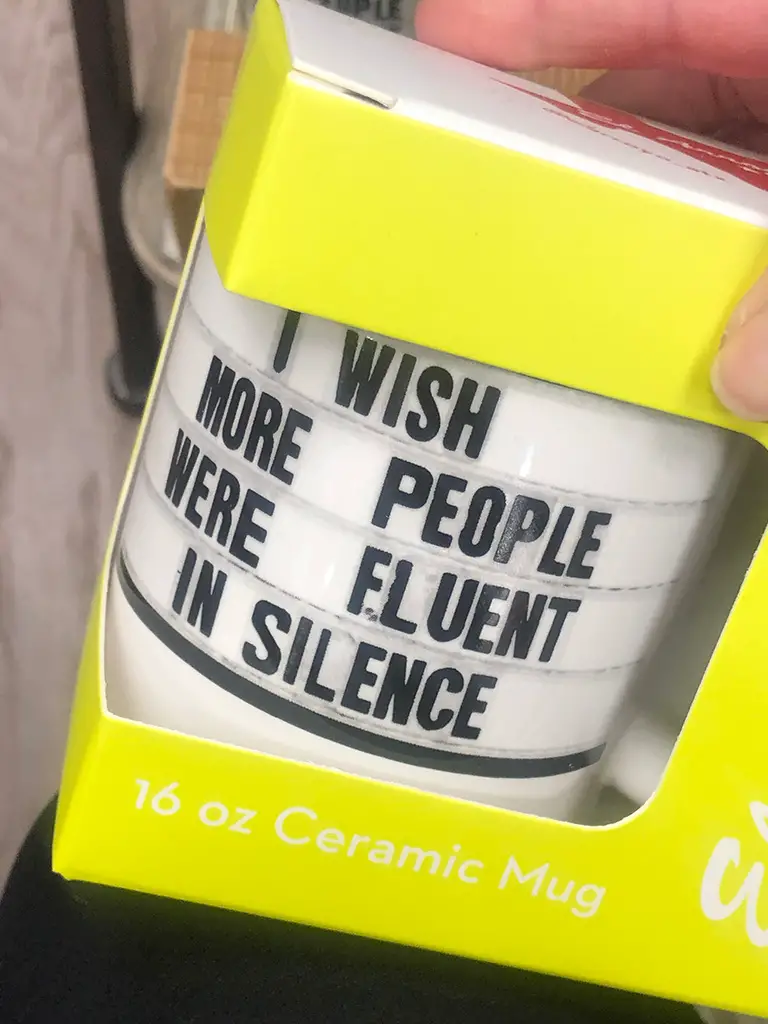 I WISH
MORE PEOPLE
WERE FLUENT
IN SILENCE
16 oz Ceramic Mug